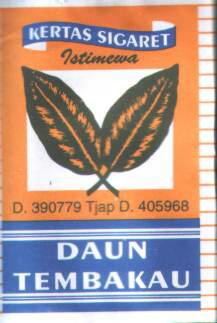 KERTAS SIGARET
Istimewa
D. 390779 Tjap D. 405968
DAUN
TEMBAKAU